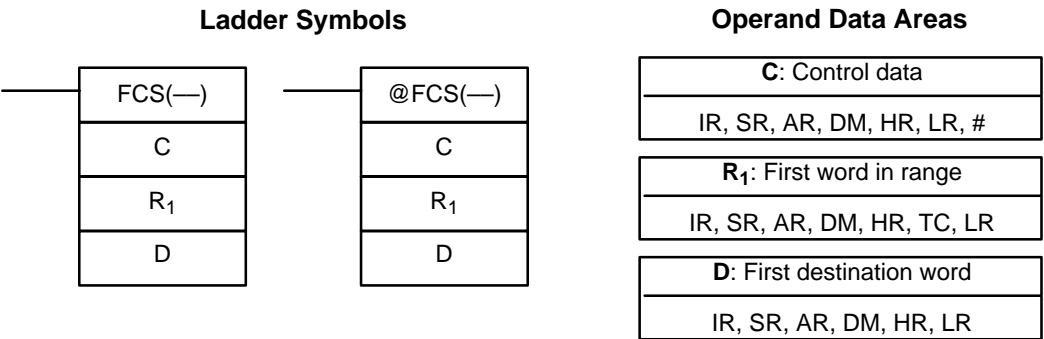 Ladder Symbols
FCS(—)
C
R1
D
@FCS(—)
C
R1
D
Operand Data Areas
C: Control data
IR, SR, AR, DM, HR, LR, #
R1: First word in range
IR, SR, AR, DM, HR, TC, LR
D: First destination word
IR, SR, AR, DM, HR, LR